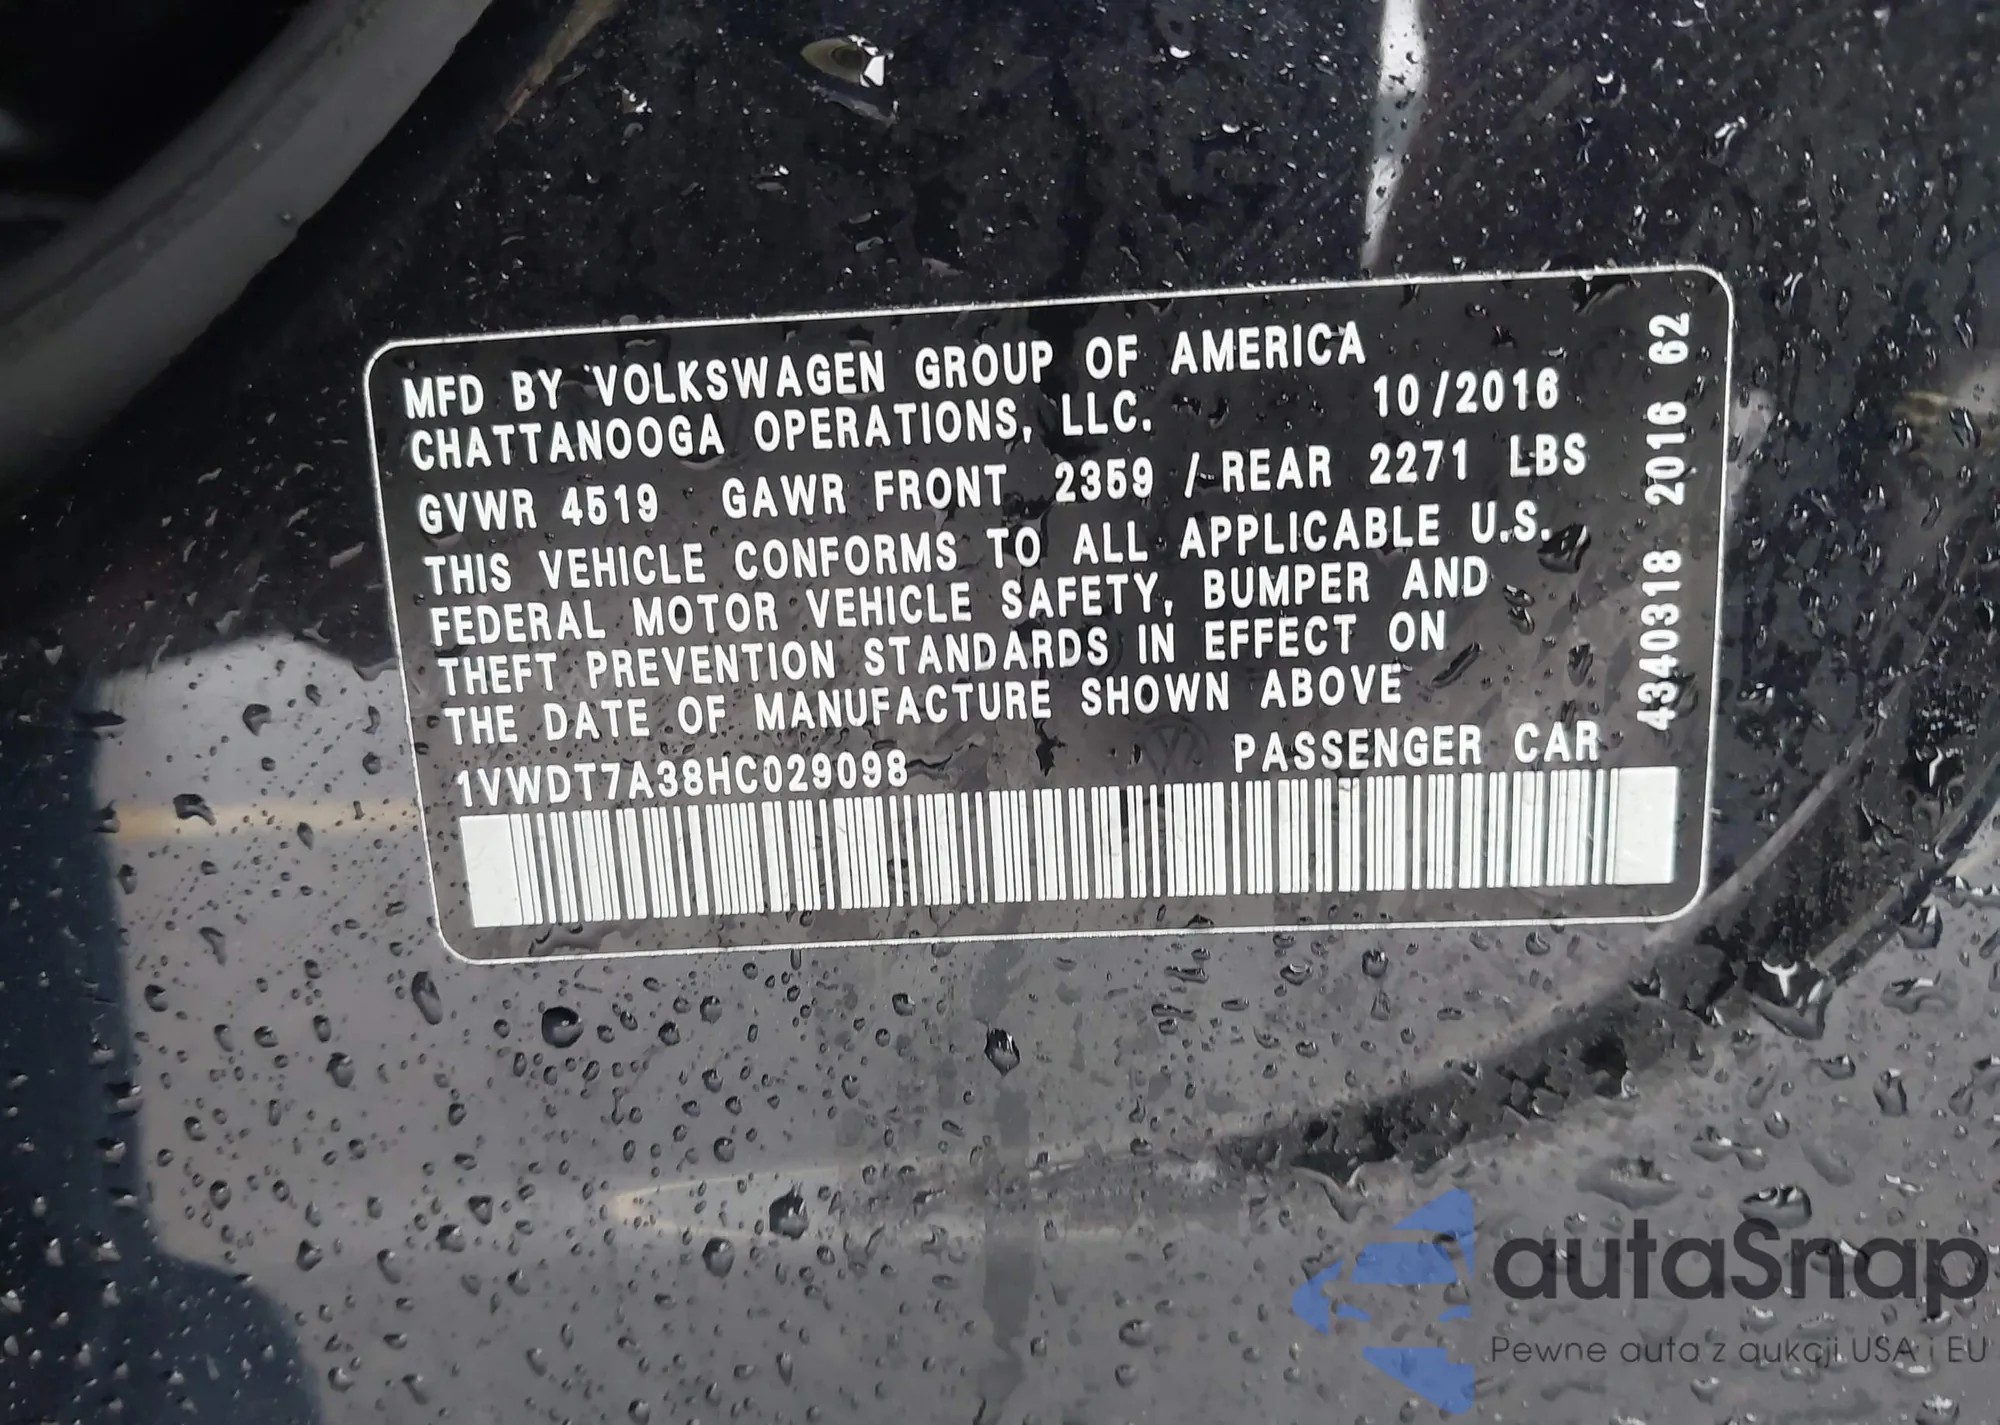 MFD BY VOLKSWAGEN GROUP OF AMERICA
CHATTANOOGA OPERATIONS, LLC. 10/2016
GVWR 4519 GAWR FRONT 2359 / REAR 2271 LBS
THIS VEHICLE CONFORMS TO ALL APPLICABLE U.S.
FEDERAL MOTOR VEHICLE SAFETY, BUMPER AND
THEFT PREVENTION STANDARDS IN EFFECT ON
THE DATE OF MANUFACTURE SHOWN ABOVE
1VWDT7A38HC029098 PASSENGER CAR
4340318 2016 62
autaSnap
Pewne auta z aukcji USA i EU